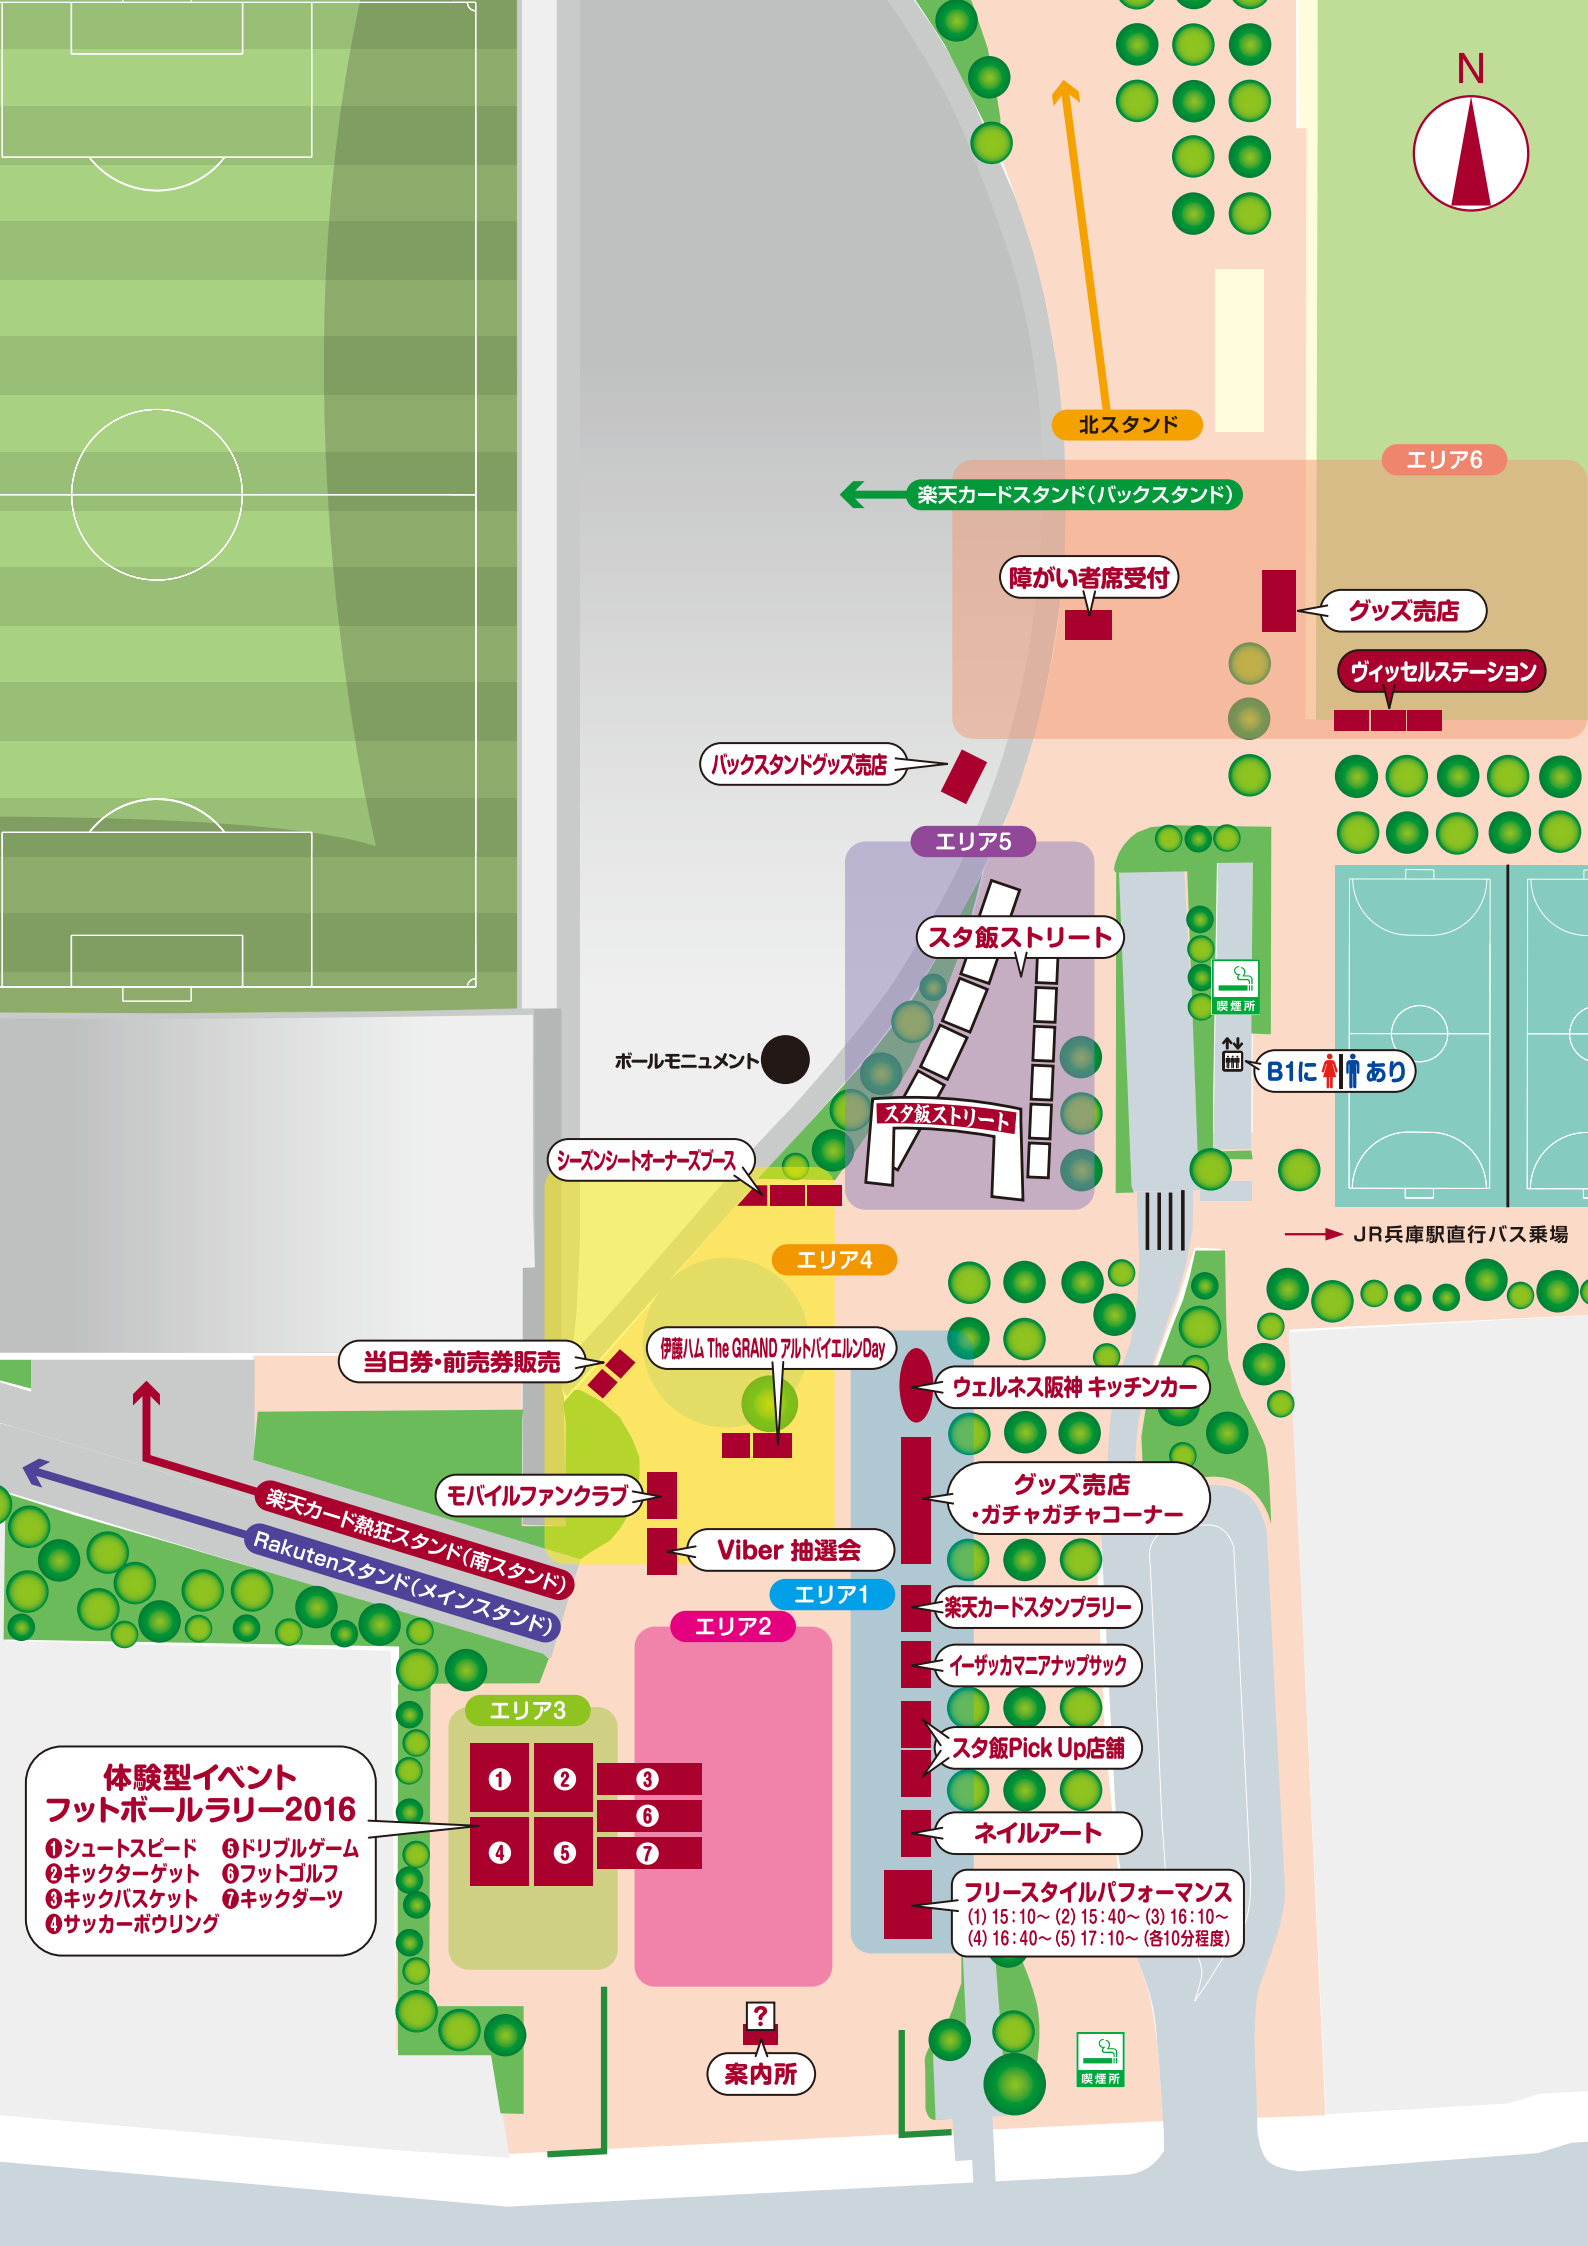 N
北スタンド
エリア6
楽天カードスタンド(バックスタンド)
障がい者席受付
グッズ売店
ヴィッセルステーション
バックスタンドグッズ売店
エリア5
スタ飯ストリート
喫煙所
ボールモニュメント
B1に あり
スタ飯ストリート
シーズンシートオーナーズブース
JR兵庫駅直行バス乗場
エリア4
当日券・前売券販売
伊藤ハム The GRAND アルトバイエルンDay
ウェルネス阪神 キッチンカー
グッズ売店
・ガチャガチャコーナー
モバイルファンクラブ
楽天カード熱狂スタンド(南スタンド)
Rakutenスタンド(メインスタンド)
Viber 抽選会
エリア1
楽天カードスタンプラリー
エリア2
イーザッカマニアナップサック
エリア3
スタ飯Pick Up店舗
体験型イベント
フットボールラリー2016
❶シュートスピード ❺ドリブルゲーム
❷キックターゲット ❻フットゴルフ
❸キックバスケット ❼キックダーツ
❹サッカーボウリング
❶ ❷ ❸
❻
❹ ❺ ❼
ネイルアート
フリースタイルパフォーマンス
(1) 15:10〜 (2) 15:40〜 (3) 16:10〜
(4) 16:40〜 (5) 17:10〜 (各10分程度)
?
案内所
喫煙所